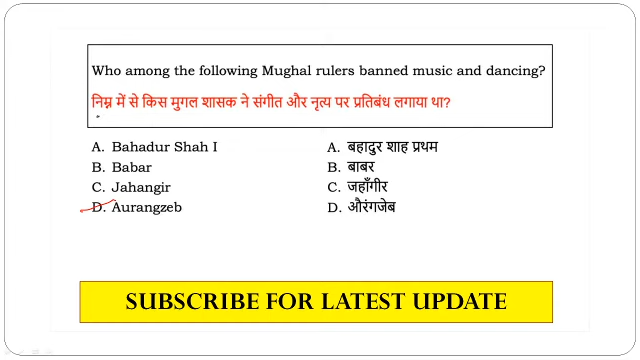 Who among the following Mughal rulers banned music and dancing?
निम्न में से किस मुगल शासक ने संगीत और नृत्य पर प्रतिबंध लगाया था?
A. Bahadur Shah I
B. Babar
C. Jahangir
D. Aurangzeb
A. बहादुर शाह प्रथम
B. बाबर
C. जहाँगीर
D. औरंगजेब
SUBSCRIBE FOR LATEST UPDATE